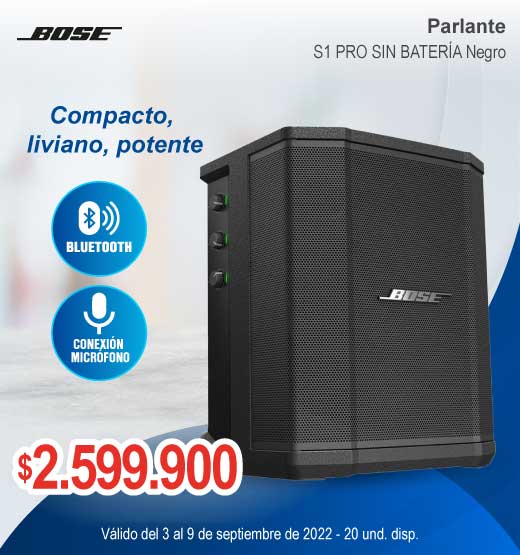 BOSE
Parlante
S1 PRO SIN BATERÍA Negro
Compacto,
liviano, potente
BLUETOOTH
CONEXIÓN
MICRÓFONO
BOSE
$2.599.900
Válido del 3 al 9 de septiembre de 2022 - 20 und. disp.